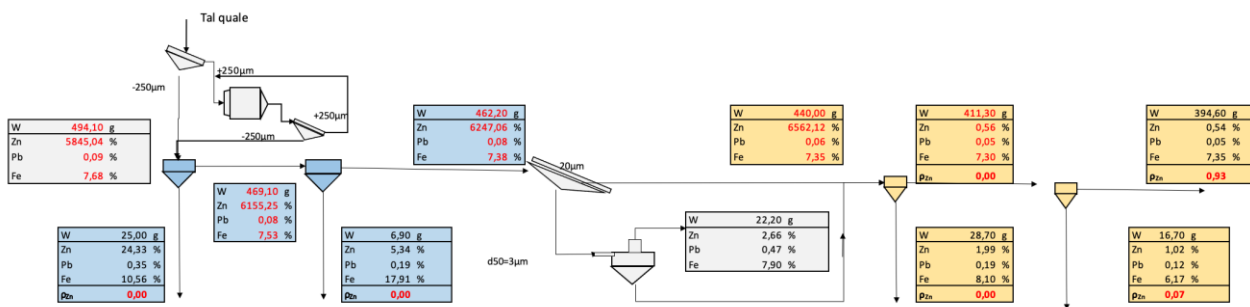 Tal quale
+250µm
-250µm
+250µm
-250µm
W 494,10 g
Zn 5845,04 %
Pb 0,09 %
Fe 7,68 %
W 462,20 g
Zn 6247,06 %
Pb 0,08 %
Fe 7,38 %
W 440,00 g
Zn 6562,12 %
Pb 0,06 %
Fe 7,35 %
W 411,30 g
Zn 0,56 %
Pb 0,05 %
Fe 7,30 %
ρZn 0,00
W 394,60 g
Zn 0,54 %
Pb 0,05 %
Fe 7,35 %
ρZn 0,93
20µm
W 469,10 g
Zn 6155,25 %
Pb 0,08 %
Fe 7,53 %
W 25,00 g
Zn 24,33 %
Pb 0,35 %
Fe 10,56 %
ρZn 0,00
W 6,90 g
Zn 5,34 %
Pb 0,19 %
Fe 17,91 %
ρZn 0,00
d50=3µm
W 22,20 g
Zn 2,66 %
Pb 0,47 %
Fe 7,90 %
W 28,70 g
Zn 1,99 %
Pb 0,19 %
Fe 8,10 %
ρZn 0,00
W 16,70 g
Zn 1,02 %
Pb 0,12 %
Fe 6,17 %
ρZn 0,07